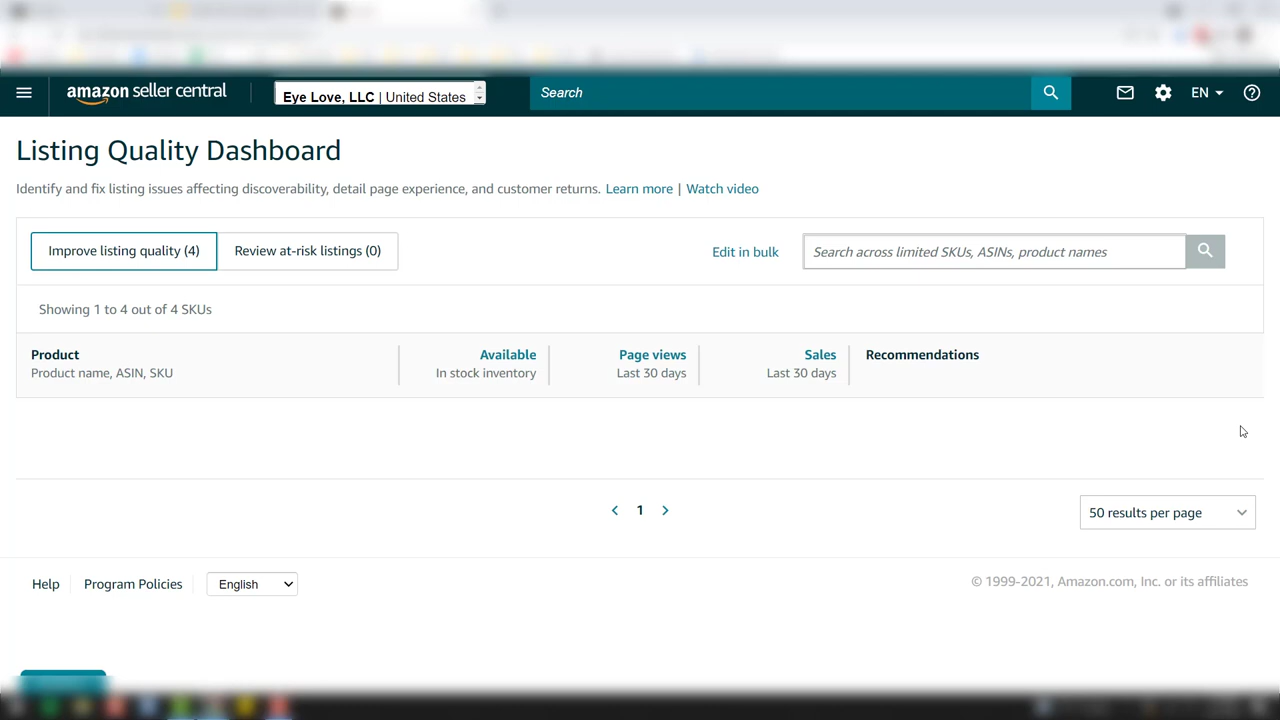 amazon seller central
Eye Love, LLC | United States
Search
EN
Listing Quality Dashboard
Identify and fix listing issues affecting discoverability, detail page experience, and customer returns. Learn more | Watch video
Improve listing quality (4)
Review at-risk listings (0)
Edit in bulk
Search across limited SKUs, ASINs, product names
Showing 1 to 4 out of 4 SKUs
Product
Product name, ASIN, SKU
Available
In stock inventory
Page views
Last 30 days
Sales
Last 30 days
Recommendations
1
50 results per page
Help
Program Policies
English
© 1999-2021, Amazon.com, Inc. or its affiliates